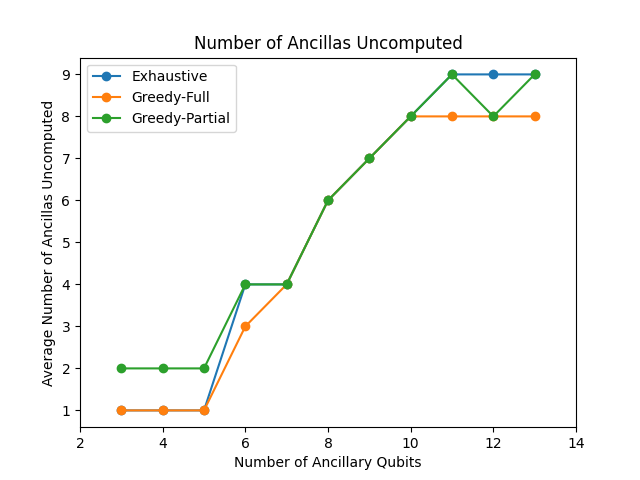 Number of Ancillas Uncomputed
Average Number of Ancillas Uncomputed
9
8
7
6
5
4
3
2
1
Exhaustive
Greedy-Full
Greedy-Partial
2 4 6 8 10 12 14
Number of Ancillary Qubits